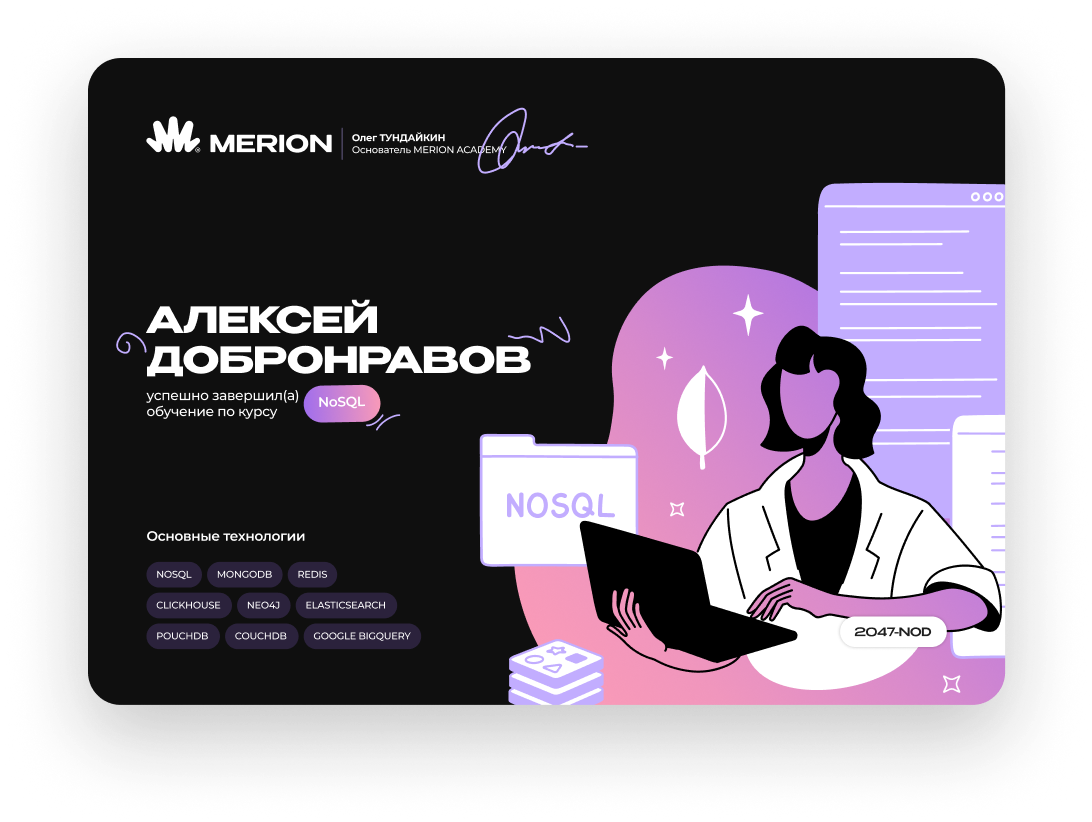 MERION
Олег ТУНДАЙКИН
Основатель MERION ACADEMY
АЛЕКСЕЙ
ДОБРОНРАВОВ
успешно завершил(а)
обучение по курсу
NoSQL
NOSQL
Основные технологии
NOSQL MONGODB REDIS
CLICKHOUSE NEO4J ELASTICSEARCH
POUCHDB COUCHDB GOOGLE BIGQUERY
2047-NOD